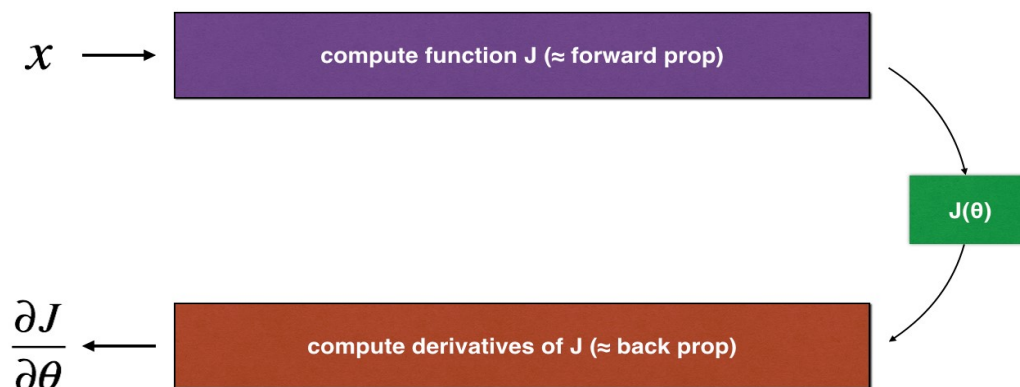 x
compute function J (≈ forward prop)
J(θ)
∂J
∂θ
compute derivatives of J (≈ back prop)